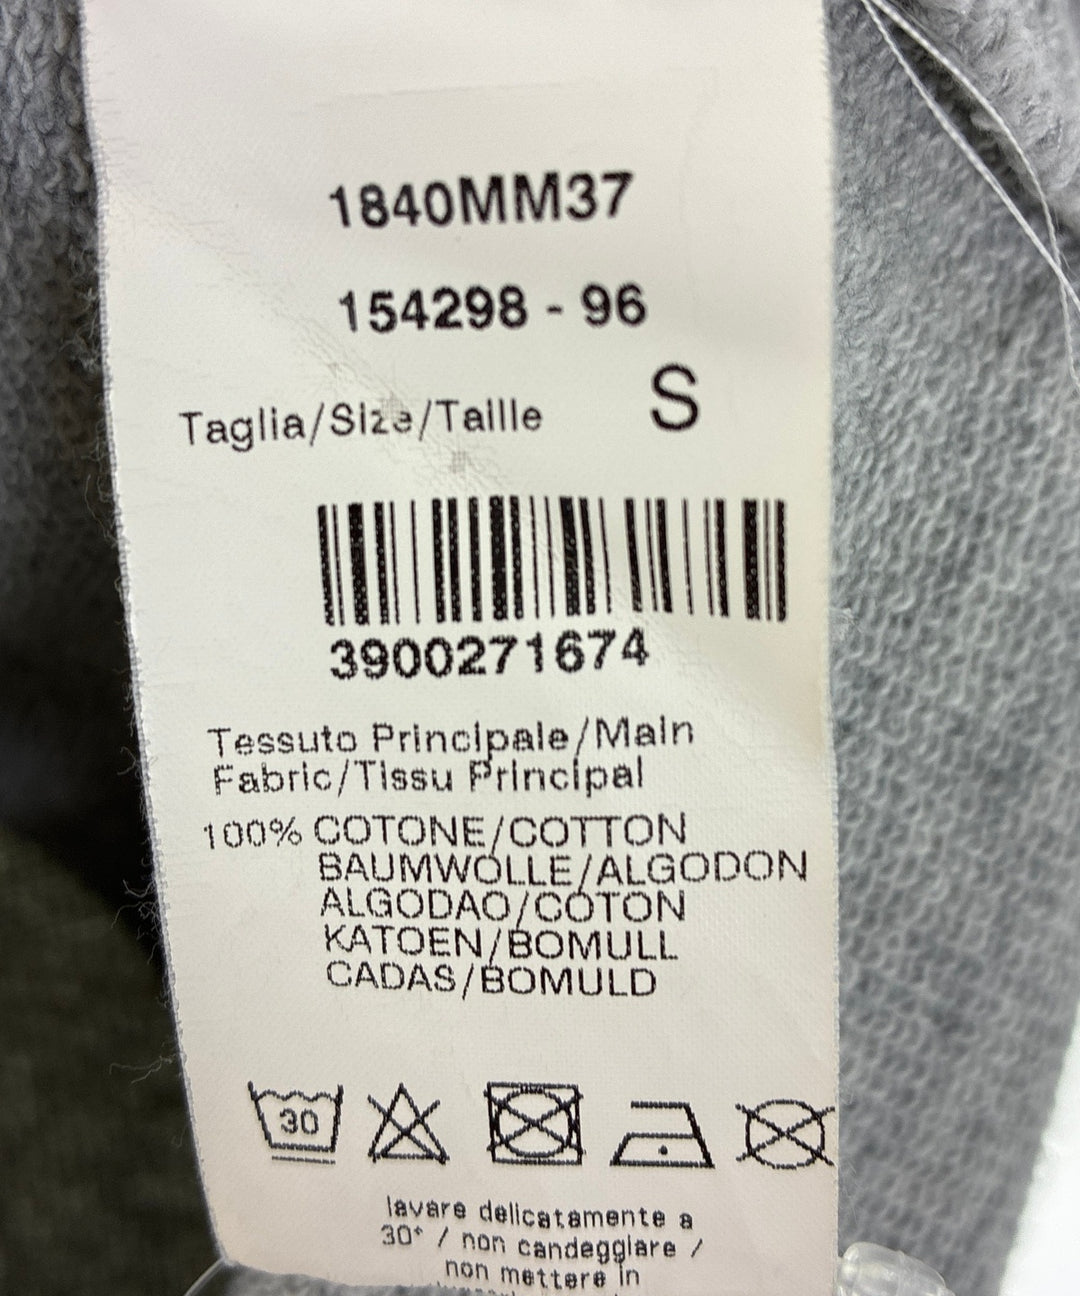 1840MM37
154298 - 96
Taglia/Size/Taille S
3900271674
Tessuto Principale/Main
Fabric/Tissu Principal
100% COTONE/COTTON
BAUMWOLLE/ALGODON
ALGODAO/COTON
KATOEN/BOMULL
CADAS/BOMULD
30
lavare delicatamente a
30° / non candeggiare /
non mettere in